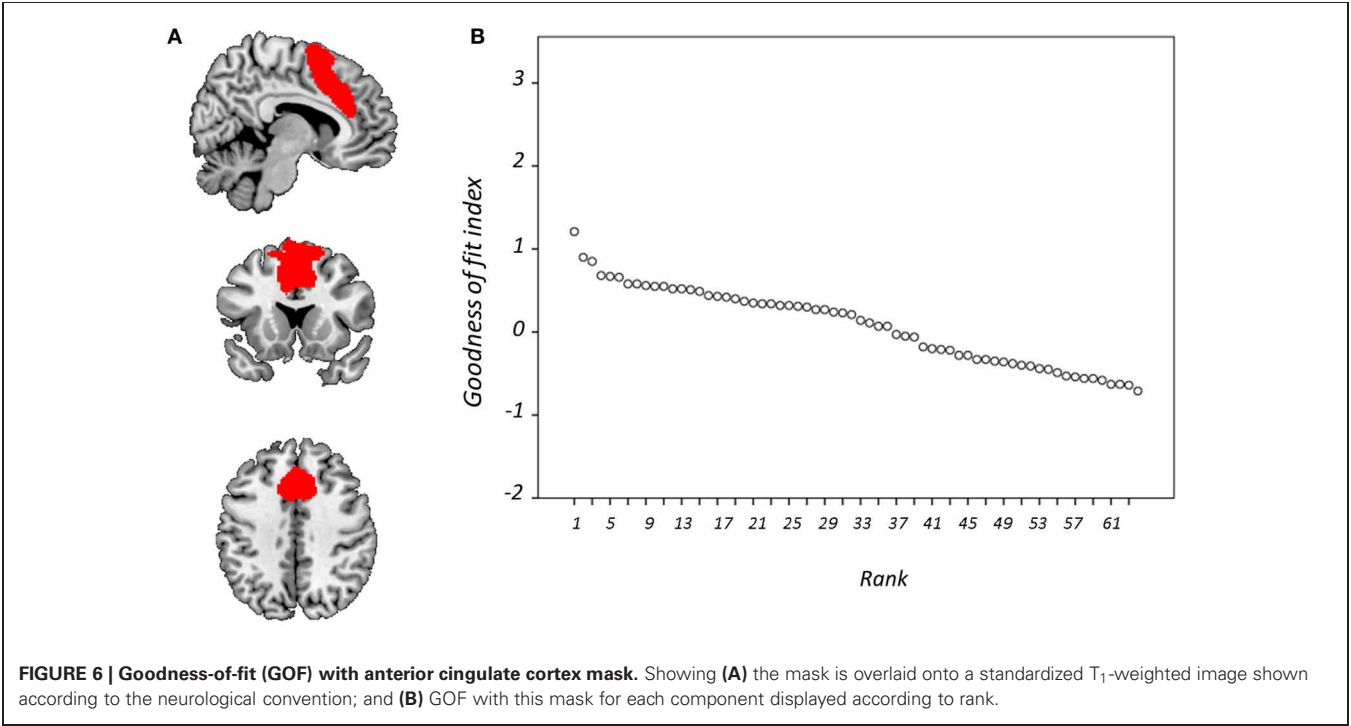 A
B
3
2
1
0
-1
-2
Goodness of fit index
1 5 9 13 17 21 25 29 33 37 41 45 49 53 57 61
Rank
FIGURE 6 | Goodness-of-fit (GOF) with anterior cingulate cortex mask. Showing (A) the mask is overlaid onto a standardized T1-weighted image shown
according to the neurological convention; and (B) GOF with this mask for each component displayed according to rank.